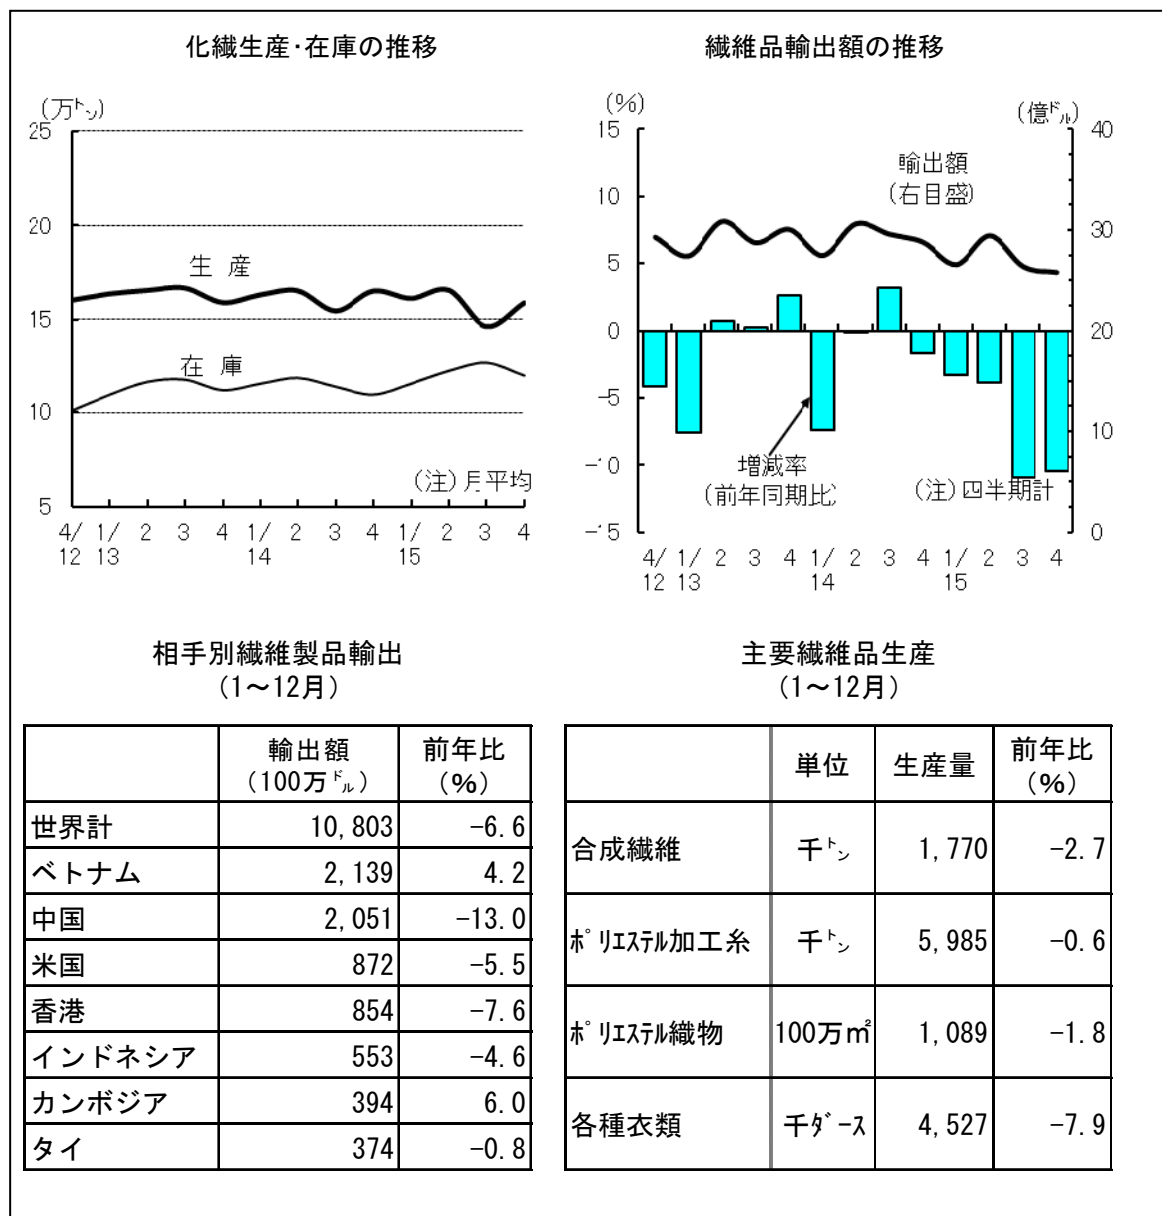 化繊生産･在庫の推移
(万㌧)
25
20
15
10
5
生 産
在 庫
(注)月平均
4/ 1/ 2 3 4 1/ 2 3 4 1/ 2 3 4
12 13 14 15
繊維品輸出額の推移
(%)
(億㌦)
15
10
5
0
-5
-10
-15
40
30
20
10
0
輸出額
(右目盛)
増減率
(前年同期比)
(注)四半期計
4/ 1/ 2 3 4 1/ 2 3 4 1/ 2 3 4
12 13 14 15
相手別繊維製品輸出
(1～12月)
輸出額 前年比
(100万㌦) (%)
世界計 10,803 -6.6
ベトナム 2,139 4.2
中国 2,051 -13.0
米国 872 -5.5
香港 854 -7.6
インドネシア 553 -4.6
カンボジア 394 6.0
タイ 374 -0.8
主要繊維品生産
(1～12月)
単位 生産量 前年比
(%)
合成繊維 千㌧ 1,770 -2.7
ﾎﾟﾘｴｽﾃﾙ加工糸 千㌧ 5,985 -0.6
ﾎﾟﾘｴｽﾃﾙ織物 100万㎡ 1,089 -1.8
各種衣類 千ﾀﾞｰｽ 4,527 -7.9